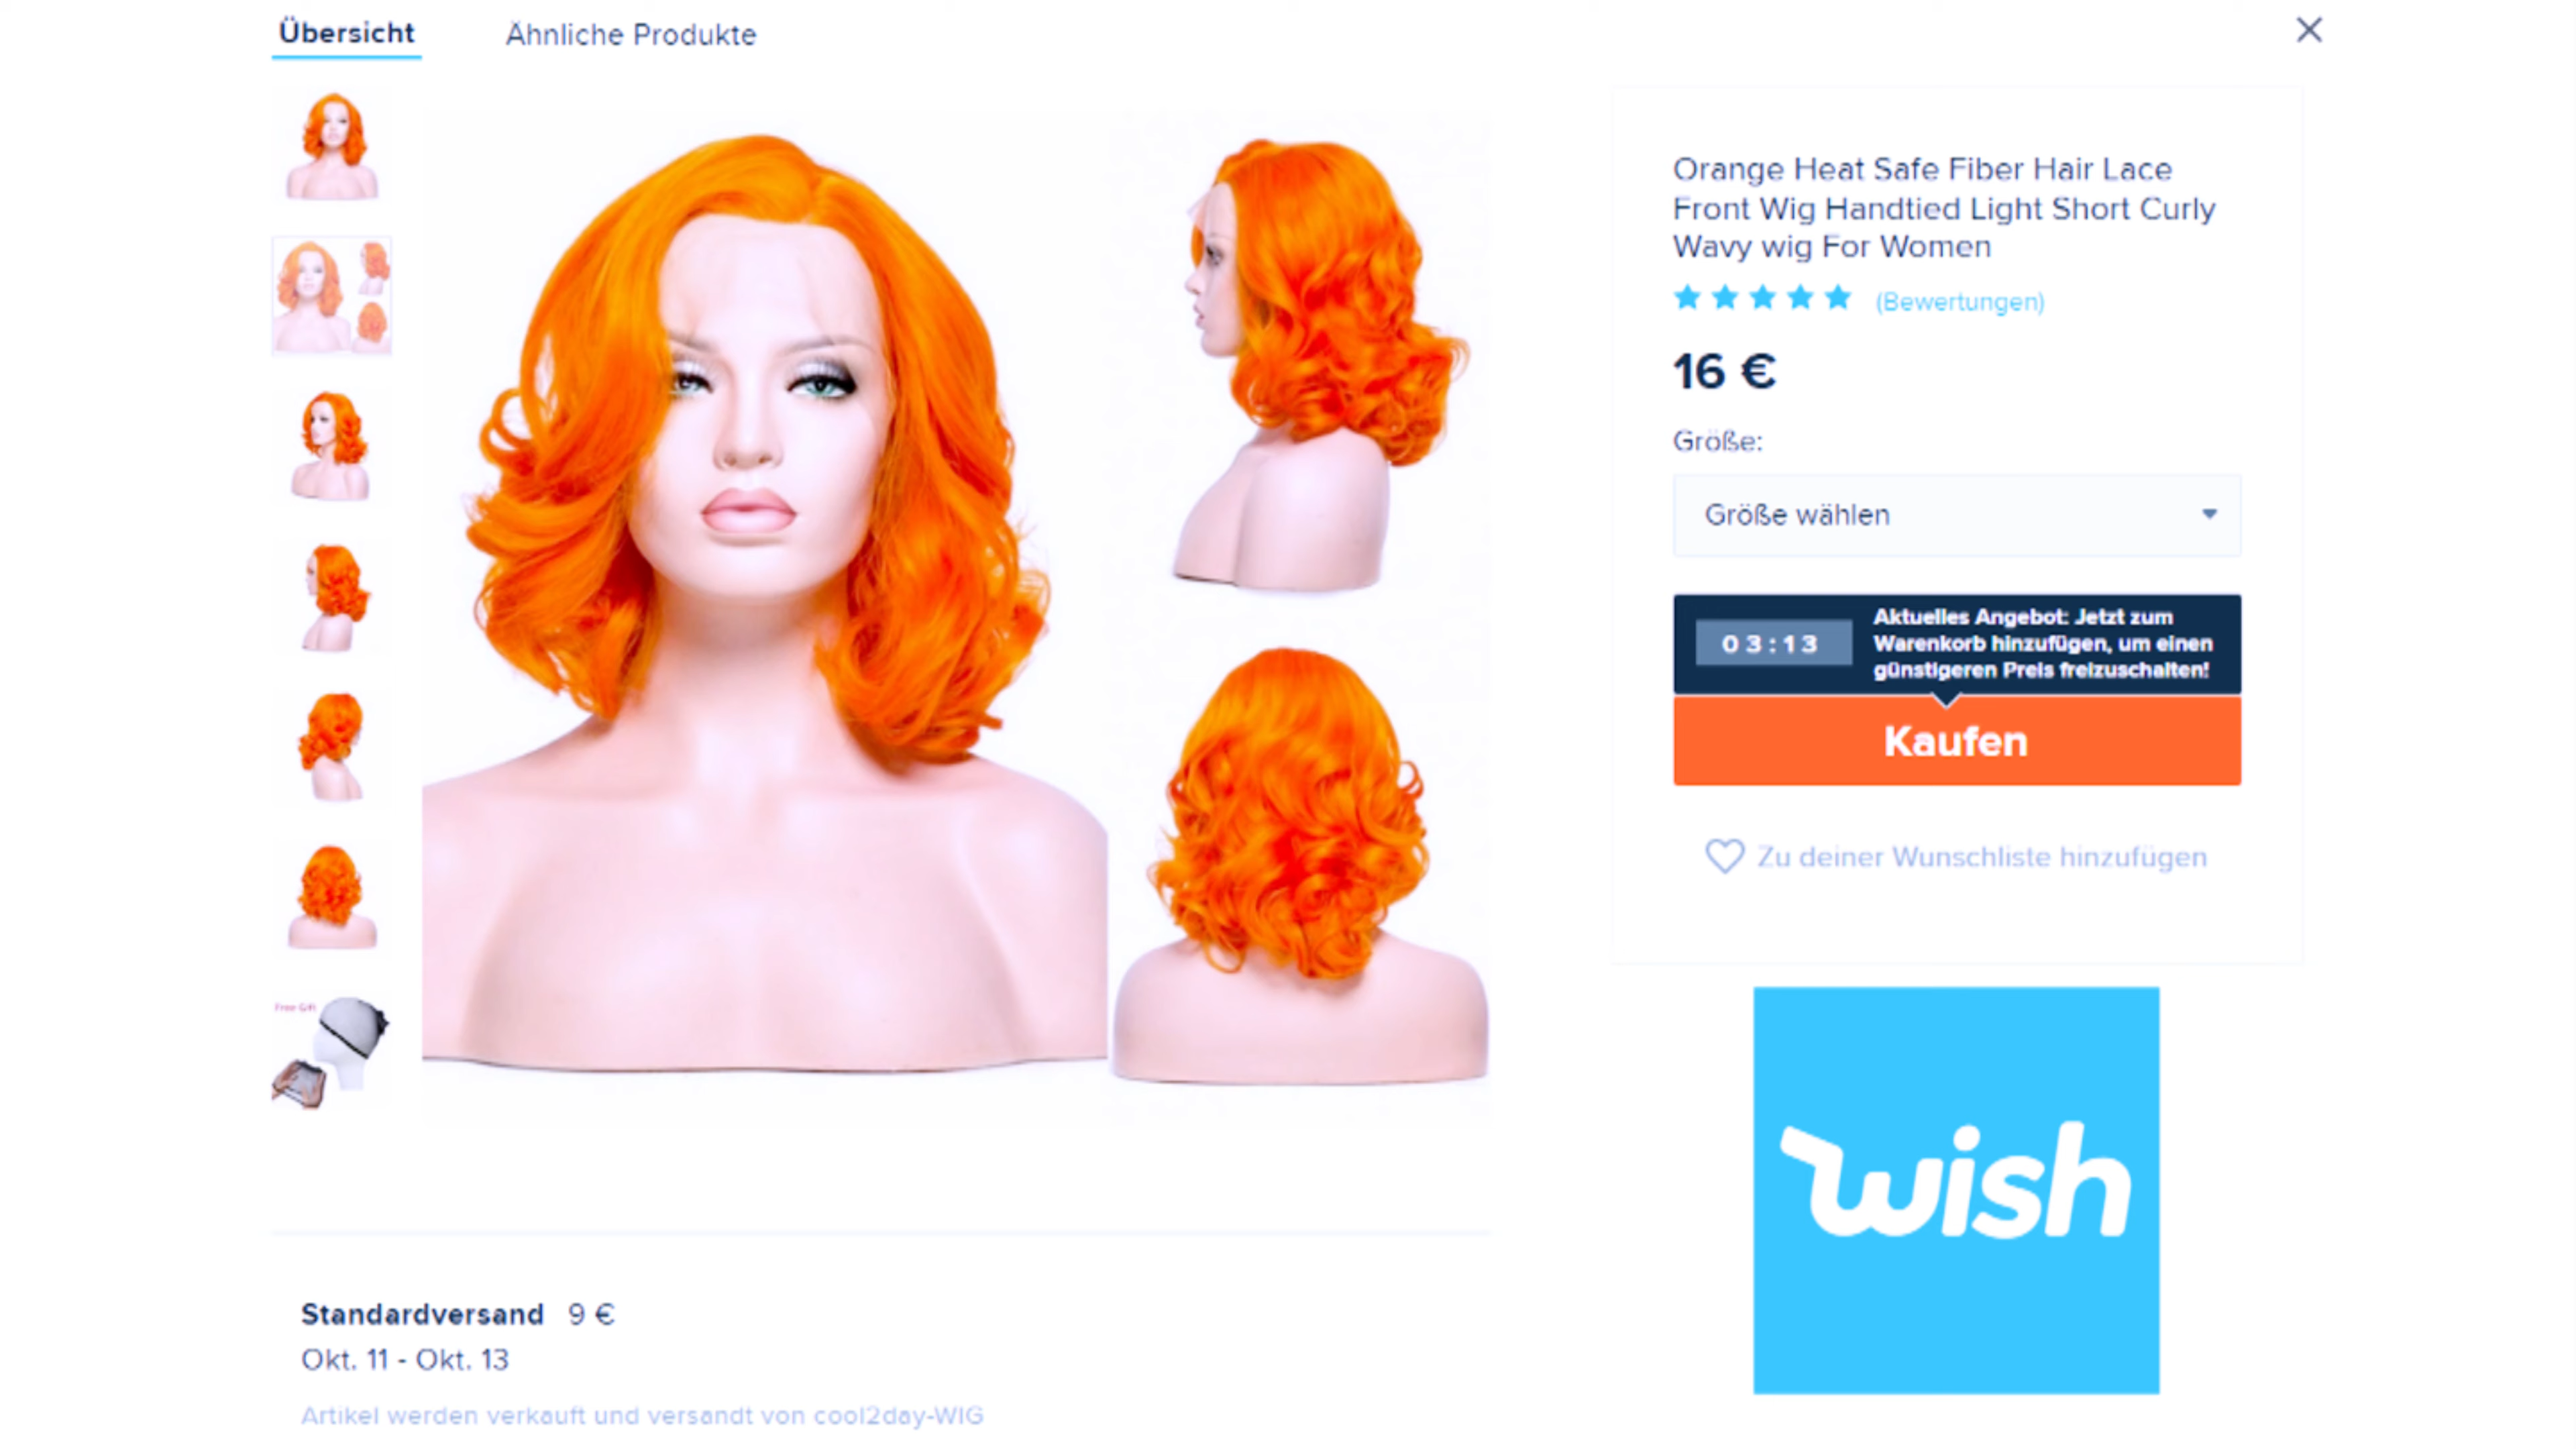 Übersicht
Ähnliche Produkte
Orange Heat Safe Fiber Hair Lace
Front Wig Handtied Light Short Curly
Wavy wig For Women
(Bewertungen)
16 €
Größe:
Größe wählen
03:13
Aktuelles Angebot: Jetzt zum
Warenkorb hinzufügen, um einen
günstigeren Preis freizuschalten!
Kaufen
Zu deiner Wunschliste hinzufügen
Free Gift
wish
Standardversand 9 €
Okt. 11 - Okt. 13
Artikel werden verkauft und versandt von cool2day-WIG